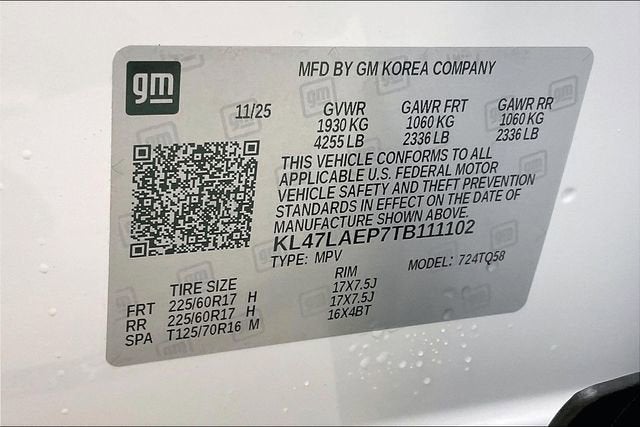 gm
MFD BY GM KOREA COMPANY
11/25 GVWR GAWR FRT GAWR RR
1930 KG 1060 KG 1060 KG
4255 LB 2336 LB 2336 LB
THIS VEHICLE CONFORMS TO ALL
APPLICABLE U.S. FEDERAL MOTOR
VEHICLE SAFETY AND THEFT PREVENTION
STANDARDS IN EFFECT ON THE DATE OF
MANUFACTURE SHOWN ABOVE.
KL47LAEP7TB111102
TYPE: MPV MODEL: 724TQ58
TIRE SIZE RIM
FRT 225/60R17 H 17X7.5J
RR 225/60R17 H 17X7.5J
SPA T125/70R16 M 16X4BT